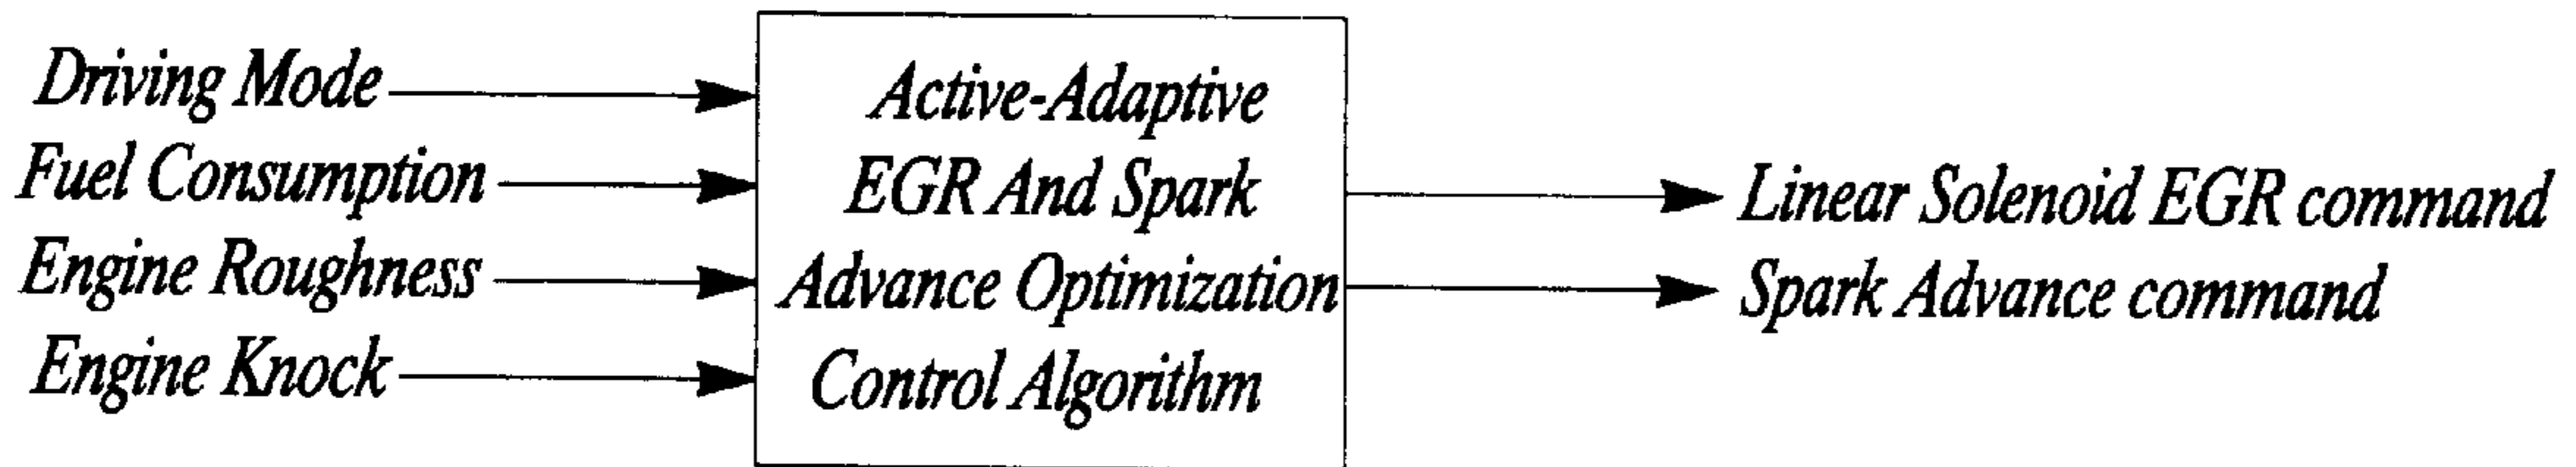 Driving Mode
Fuel Consumption
Engine Roughness
Engine Knock
Active-Adaptive
EGR And Spark
Advance Optimization
Control Algorithm
Linear Solenoid EGR command
Spark Advance command